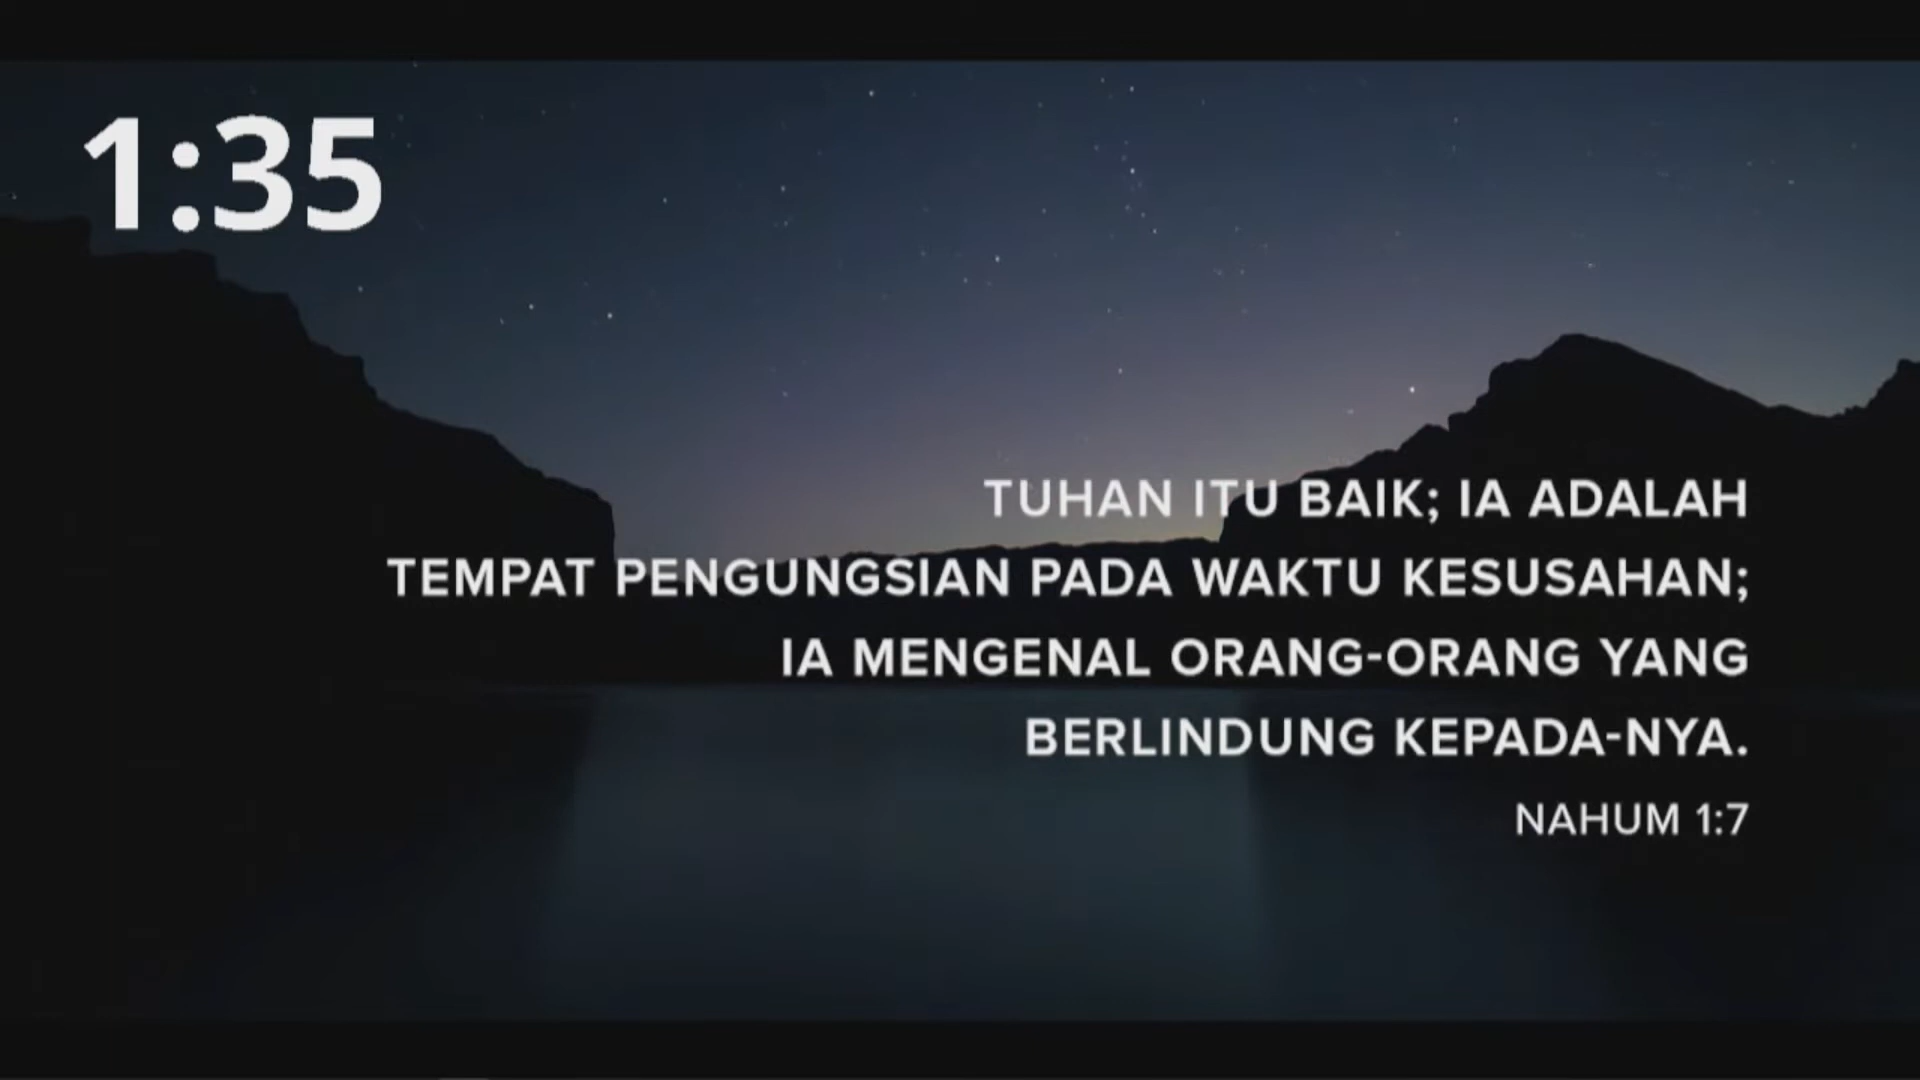 1:35
TUHAN ITU BAIK; IA ADALAH
TEMPAT PENGUNGSIAN PADA WAKTU KESUSAHAN;
IA MENGENAL ORANG-ORANG YANG
BERLINDUNG KEPADA-NYA.
NAHUM 1:7